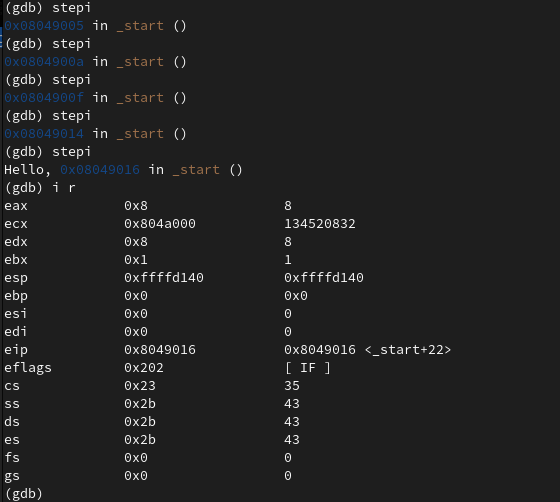 (gdb) stepi
0x08049005 in _start ()
(gdb) stepi
0x0804900a in _start ()
(gdb) stepi
0x0804900f in _start ()
(gdb) stepi
0x08049014 in _start ()
(gdb) stepi
Hello, 0x08049016 in _start ()
(gdb) i r
eax 0x8 8
ecx 0x804a000 134520832
edx 0x8 8
ebx 0x1 1
esp 0xffffd140 0xffffd140
ebp 0x0 0x0
esi 0x0 0
edi 0x0 0
eip 0x8049016 0x8049016 <_start+22>
eflags 0x202 [ IF ]
cs 0x23 35
ss 0x2b 43
ds 0x2b 43
es 0x2b 43
fs 0x0 0
gs 0x0 0
(gdb)